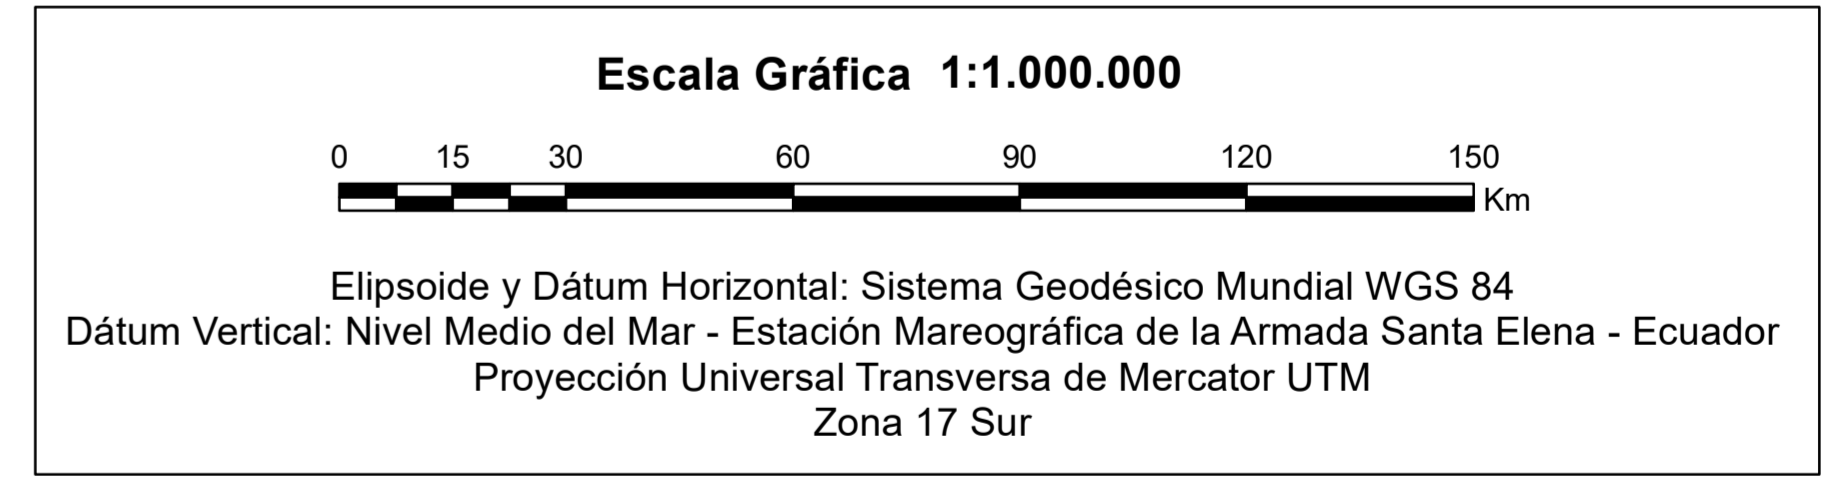 Escala Gráfica 1:1.000.000
0 15 30 60 90 120 150
Km
Elipsoide y Dátum Horizontal: Sistema Geodésico Mundial WGS 84
Dátum Vertical: Nivel Medio del Mar - Estación Mareográfica de la Armada Santa Elena - Ecuador
Proyección Universal Transversa de Mercator UTM
Zona 17 Sur